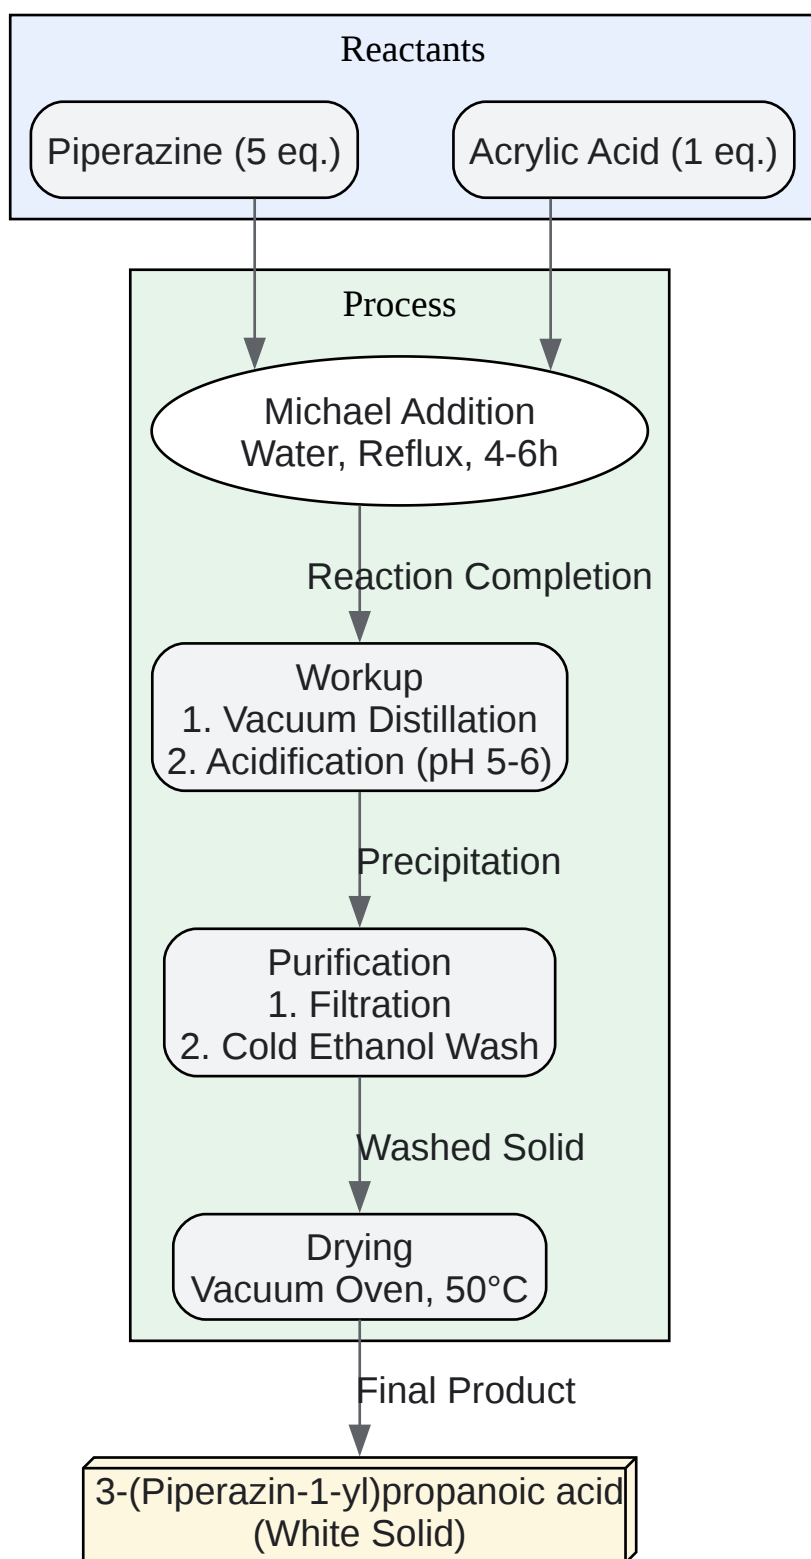 Reactants
Piperazine (5 eq.)
Acrylic Acid (1 eq.)
Process
Michael Addition
Water, Reflux, 4-6h
Reaction Completion
Workup
1. Vacuum Distillation
2. Acidification (pH 5-6)
Precipitation
Purification
1. Filtration
2. Cold Ethanol Wash
Washed Solid
Drying
Vacuum Oven, 50°C
Final Product
3-(Piperazin-1-yl)propanoic acid
(White Solid)